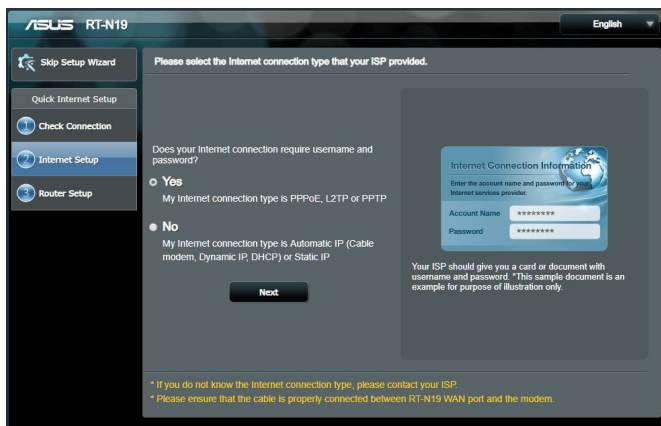 ASUS RT-N19
English
Skip Setup Wizard
Please select the Internet connection type that your ISP provided.
Quick Internet Setup
1 Check Connection
2 Internet Setup
3 Router Setup
Does your Internet connection require username and
password?
Yes
My Internet connection type is PPPoE, L2TP or PPTP
No
My Internet connection type is Automatic IP (Cable
modem, Dynamic IP, DHCP) or Static IP
Next
Internet Connection Information
Enter the account name and password for your
Internet services provider.
Account Name ********
Password ********
Your ISP should give you a card or document with
username and password. *This sample document is an
example for purpose of illustration only.
* If you do not know the Internet connection type, please contact your ISP.
* Please ensure that the cable is properly connected between RT-N19 WAN port and the modem.